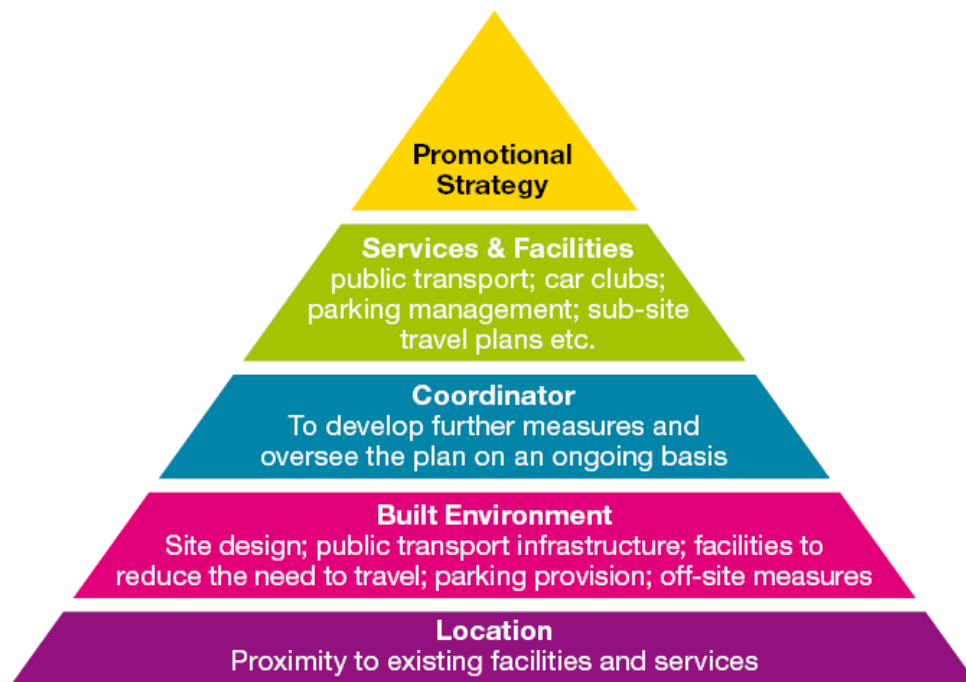 Promotional
Strategy
Services & Facilities
public transport; car clubs;
parking management; sub-site
travel plans etc.
Coordinator
To develop further measures and
oversee the plan on an ongoing basis
Built Environment
Site design; public transport infrastructure; facilities to
reduce the need to travel; parking provision; off-site measures
Location
Proximity to existing facilities and services